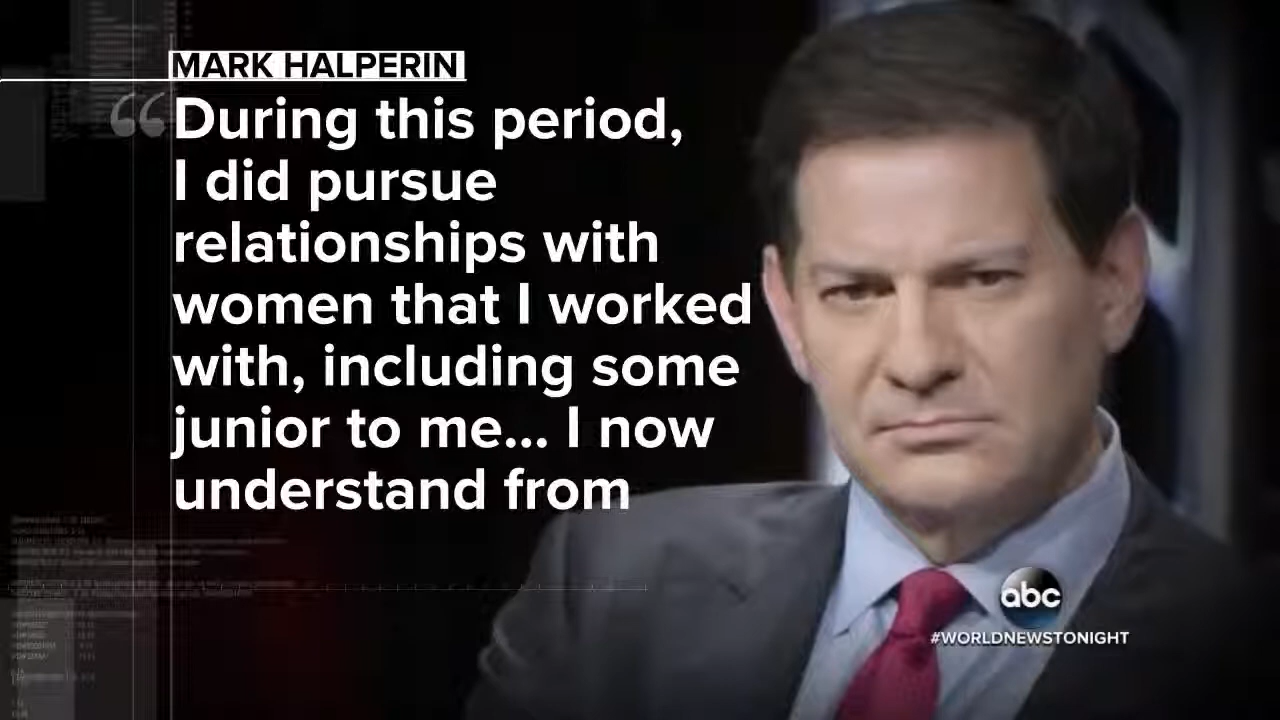 MARK HALPERIN
“During this period,
I did pursue
relationships with
women that I worked
with, including some
junior to me... I now
understand from
abc
#WORLDNEWSTONIGHT